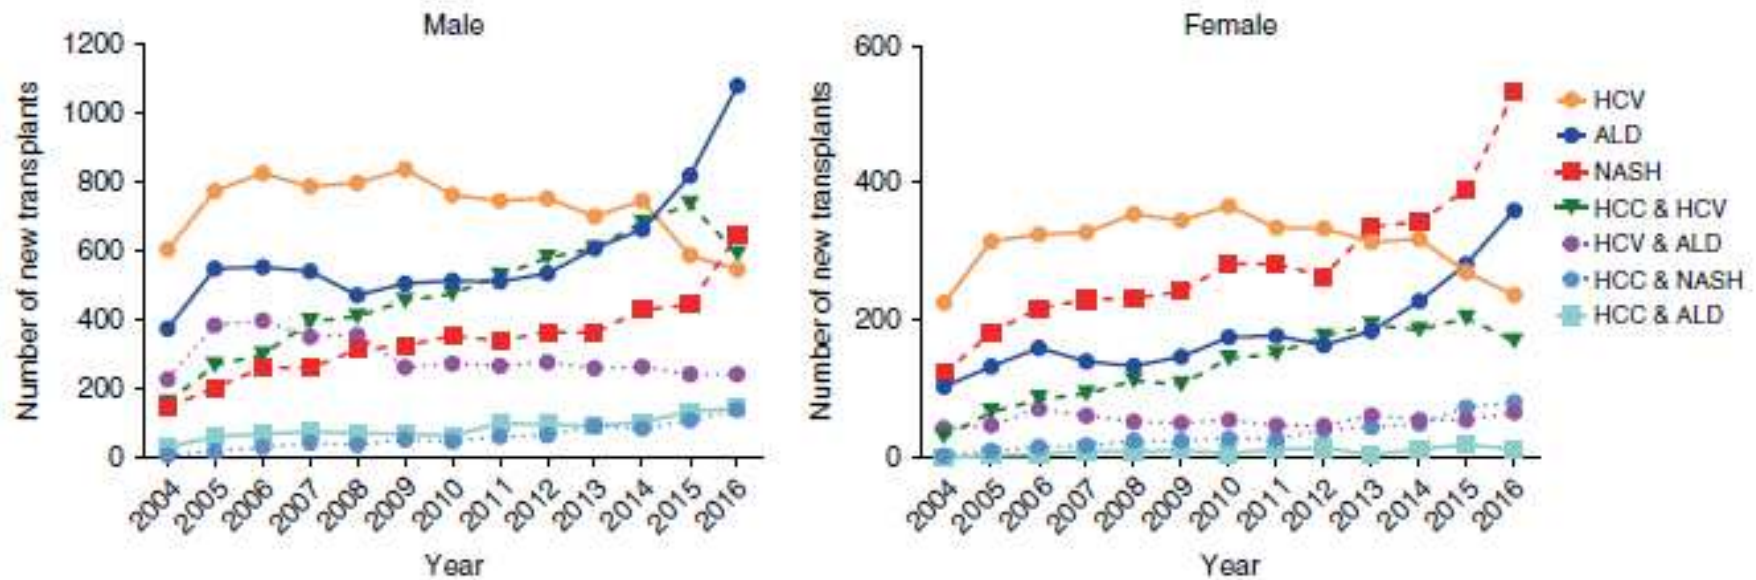 Male
Number of new transplants
1200
1000
800
600
400
200
0
2004 2005 2006 2007 2008 2009 2010 2011 2012 2013 2014 2015 2016
Year
Female
Number of new transplants
600
400
200
0
2004 2005 2006 2007 2008 2009 2010 2011 2012 2013 2014 2015 2016
Year
HCV
ALD
NASH
HCC & HCV
HCV & ALD
HCC & NASH
HCC & ALD